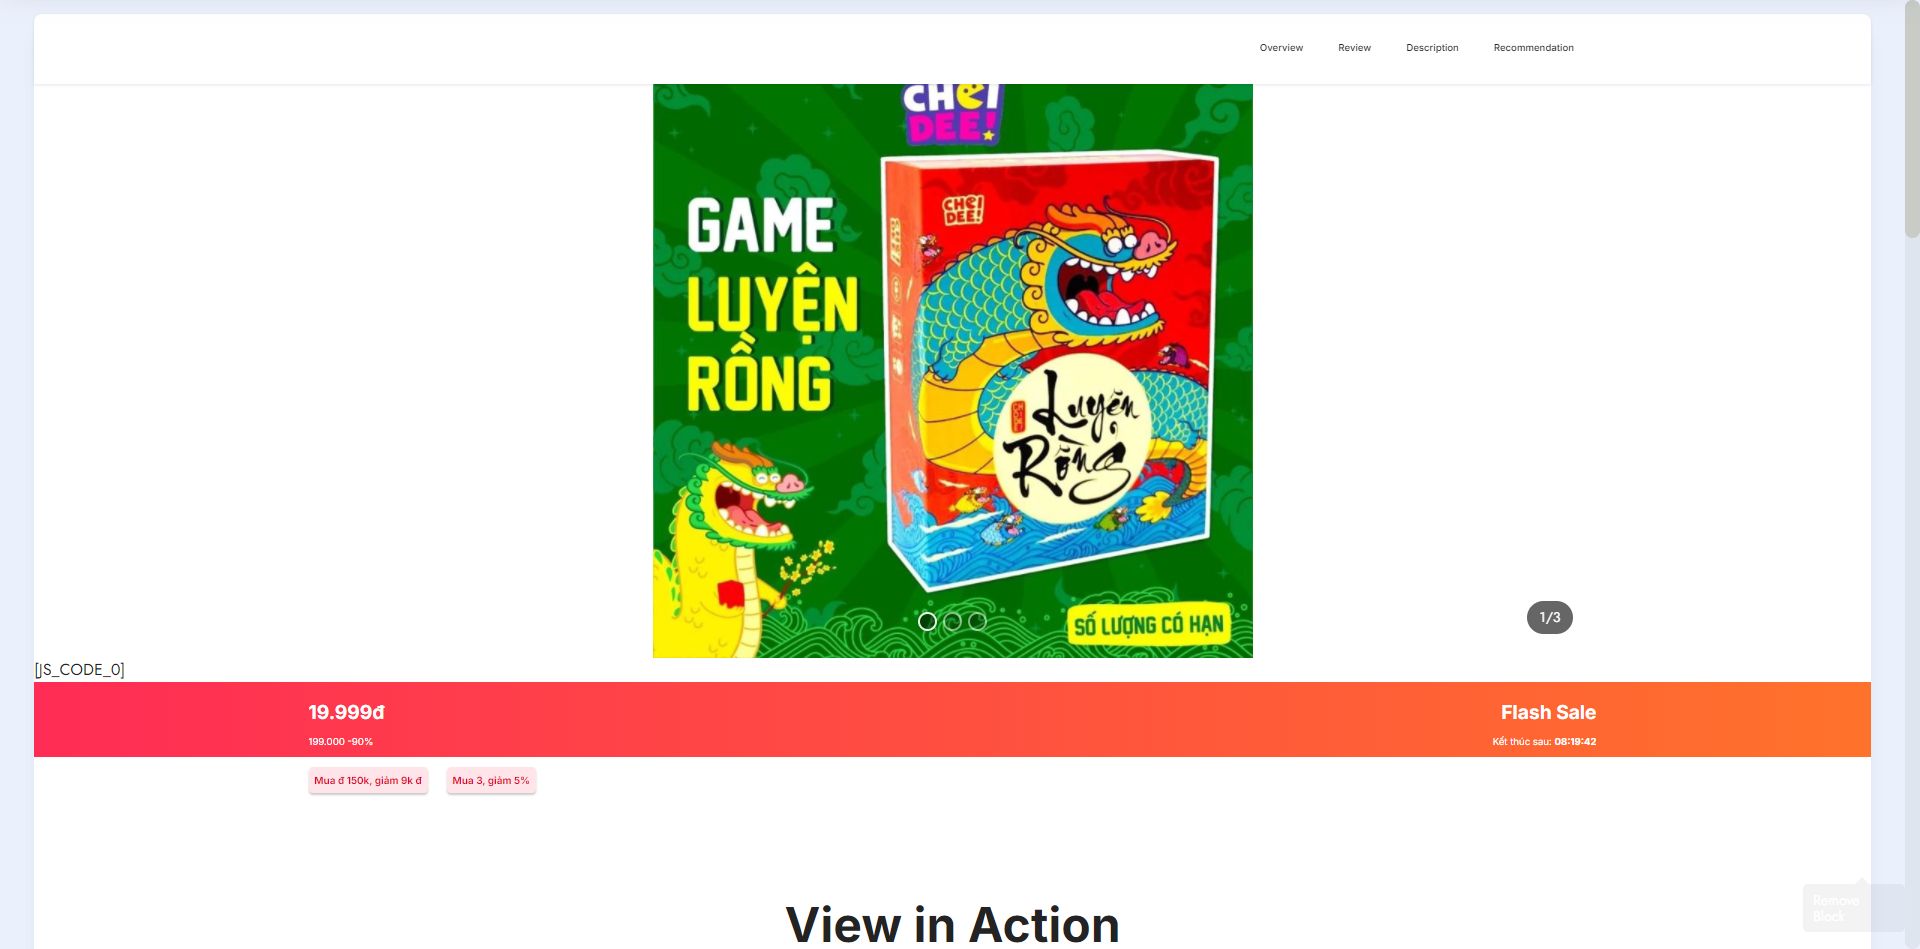 Overview
Review
Description
Recommendation
CHEI
DEE!
GAME
LUYỆN
RỒNG
CHEI
DEE!
Luyện
Rồng
SỐ LƯỢNG CÓ HẠN
1/3
[JS_CODE_0]
19.999đ
Flash Sale
199.000 -90%
Kết thúc sau: 08:19:42
Mua đ 150k, giảm 9k đ
Mua 3, giảm 5%
View in Action
Remove
Block